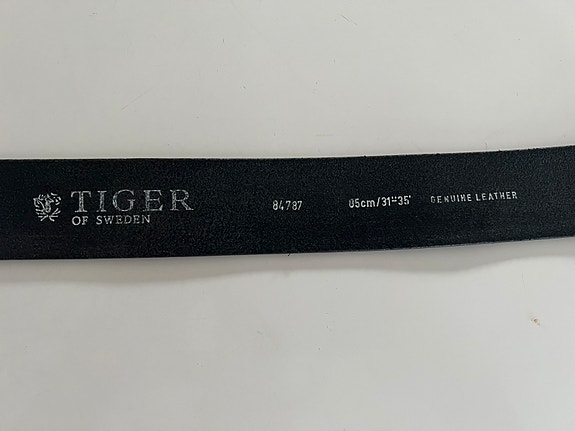 TIGER
OF SWEDEN
84787
85cm/31"-35"
GENUINE LEATHER